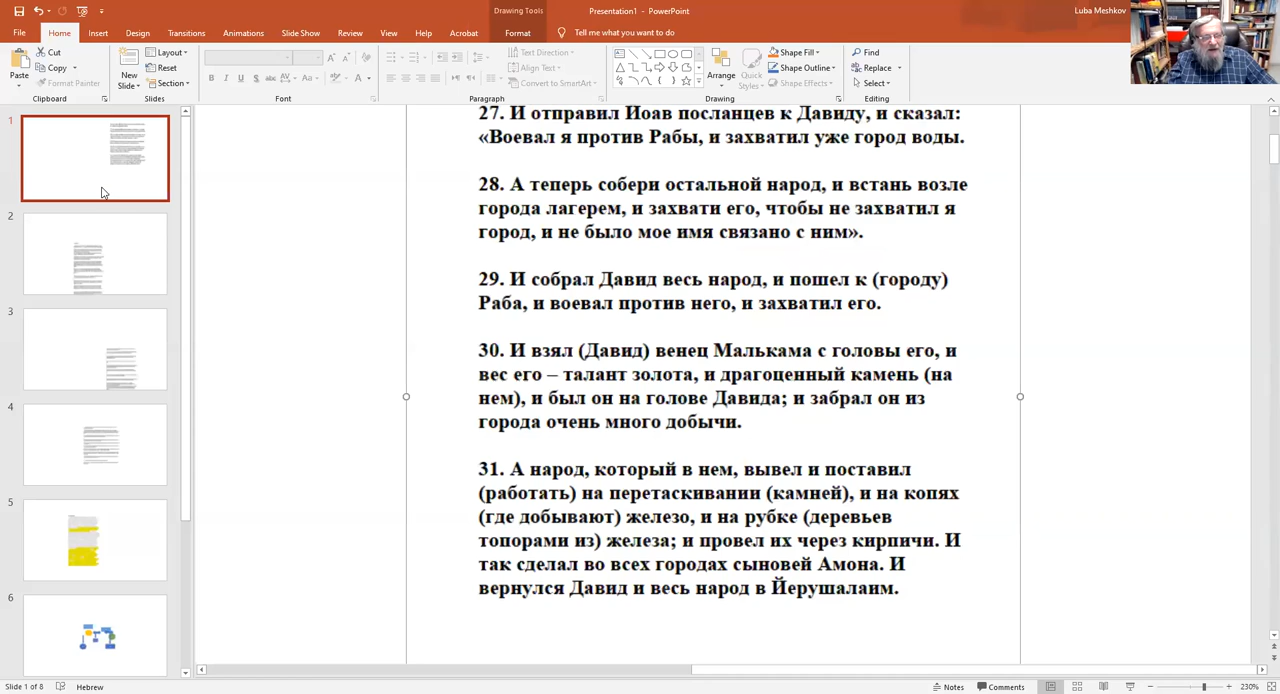 Drawing Tools
Presentation1 - PowerPoint
Luba Meshkov
File Home Insert Design Transitions Animations Slide Show Review View Help Acrobat Format Tell me what you want to do
Cut
Copy
Format Painter
Paste
Clipboard
New
Slide
Layout
Reset
Section
Slides
Font
Text Direction
Align Text
Convert to SmartArt
Paragraph
Arrange
Quick
Styles
Shape Fill
Shape Outline
Shape Effects
Drawing
Find
Replace
Select
Editing
1
2
3
4
5
6
27. И отправил Иоав посланцев к Давиду, и сказал:
«Воевал я против Рабы, и захватил уже город воды.
28. А теперь собери остальной народ, и встань возле
города лагерем, и захвати его, чтобы не захватил я
город, и не было мое имя связано с ним».
29. И собрал Давид весь народ, и пошел к (городу)
Раба, и воевал против него, и захватил его.
30. И взял (Давид) венец Малькама с головы его, и
вес его – талант золота, и драгоценный камень (на
нем), и был он на голове Давида; и забрал он из
города очень много добычи.
31. А народ, который в нем, вывел и поставил
(работать) на перетаскивании (камней), и на копях
(где добывают) железо, и на рубке (деревьев
топорами из) железа; и провел их через кирпичи. И
так сделал во всех городах сыновей Амона. И
вернулся Давид и весь народ в Йерушалаим.
Slide 1 of 8 Hebrew Notes Comments 230%